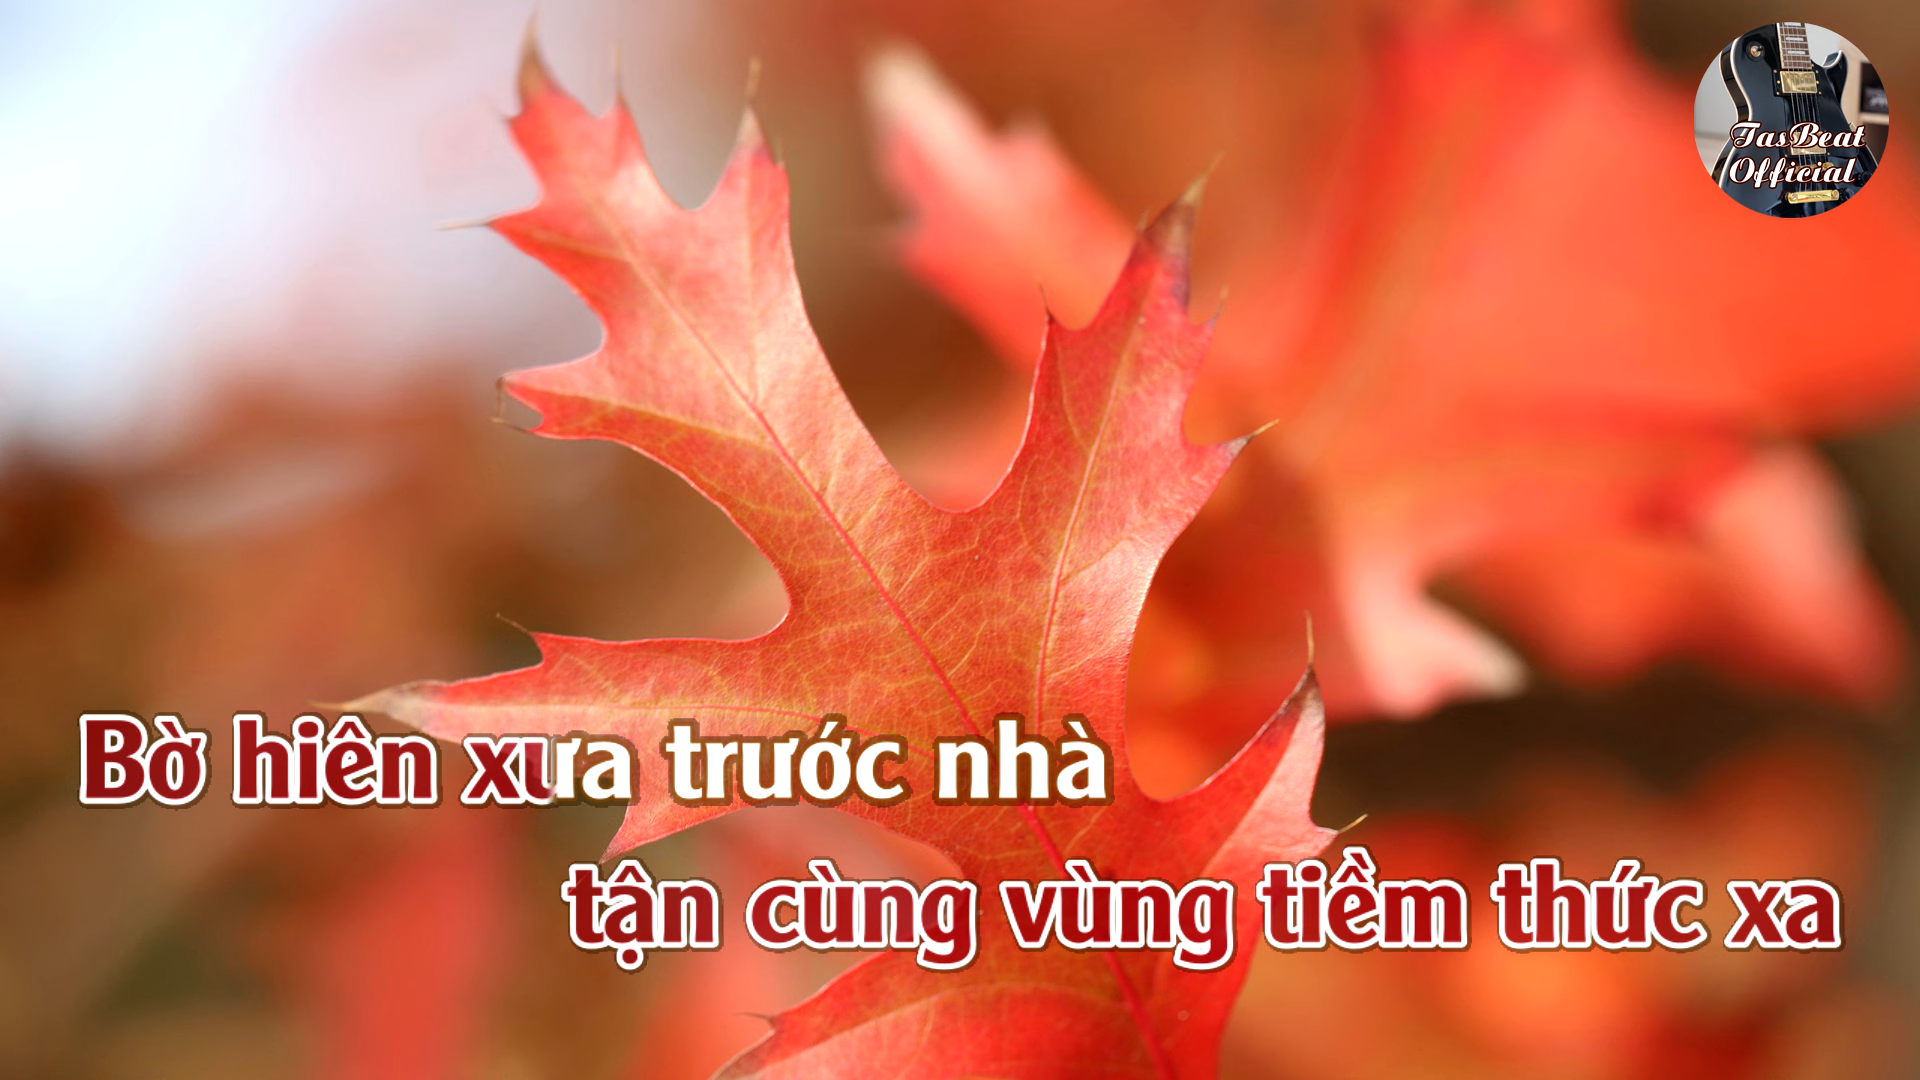 TasBeat
Official
Bờ hiên xưa trước nhà
tận cùng vùng tiềm thức xa